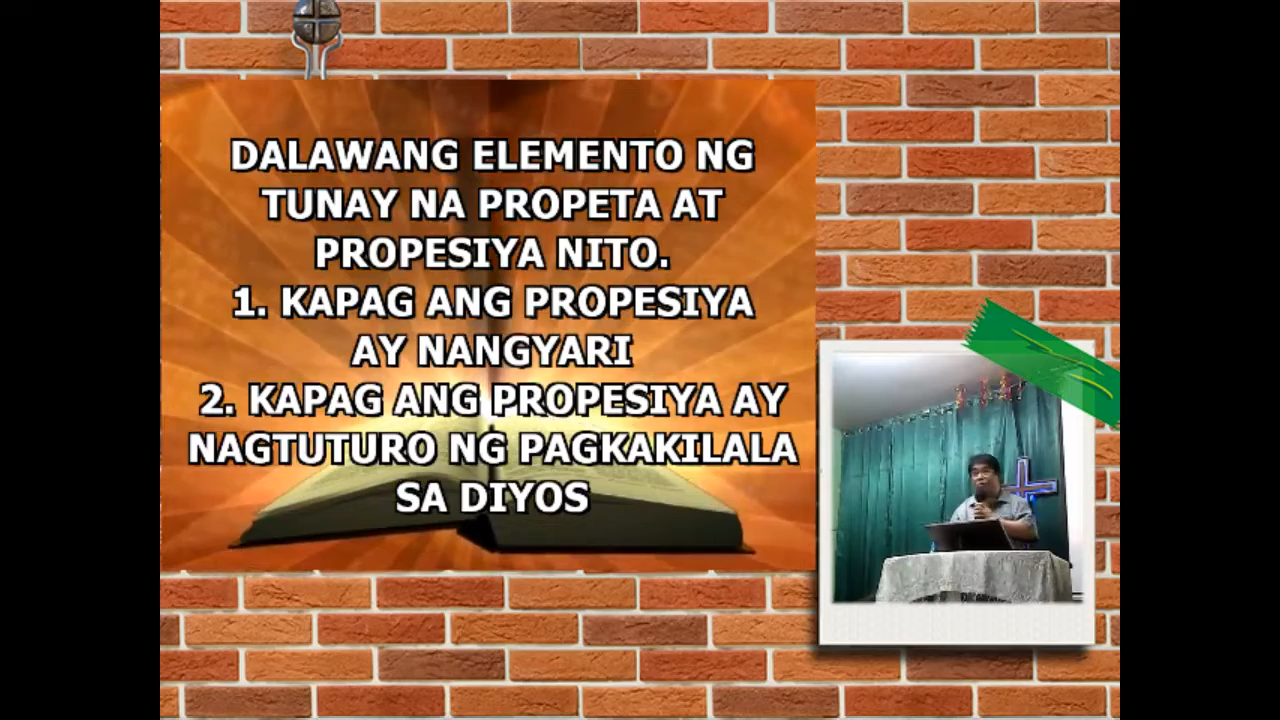 DALAWANG ELEMENTO NG
TUNAY NA PROPETA AT
PROPESIYA NITO.
1. KAPAG ANG PROPESIYA
AY NANGYARI
2. KAPAG ANG PROPESIYA AY
NAGTUTURO NG PAGKAKILALA
SA DIYOS